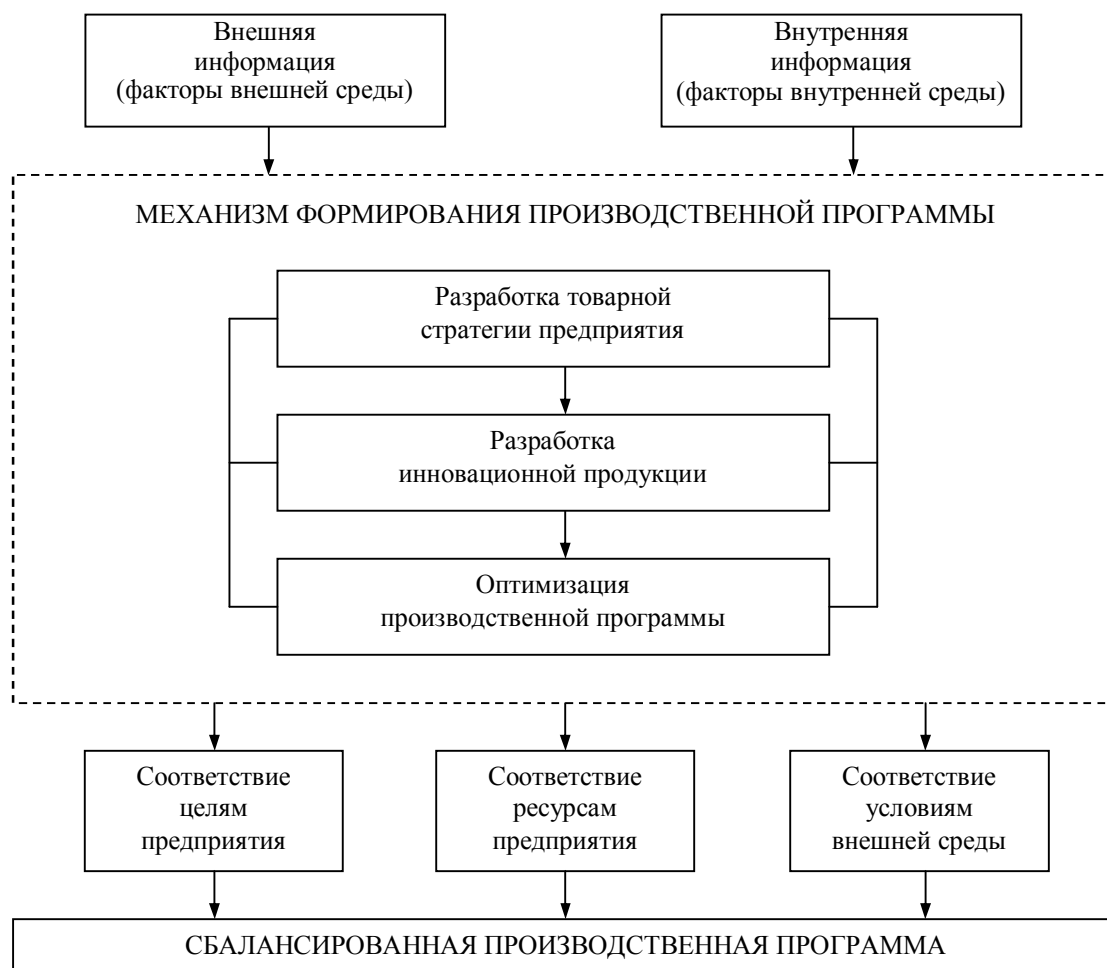 Внешняя
информация
(факторы внешней среды)
Внутренняя
информация
(факторы внутренней среды)
МЕХАНИЗМ ФОРМИРОВАНИЯ ПРОИЗВОДСТВЕННОЙ ПРОГРАММЫ
Разработка товарной
стратегии предприятия
Разработка
инновационной продукции
Оптимизация
производственной программы
Соответствие
целям
предприятия
Соответствие
ресурсам
предприятия
Соответствие
условиям
внешней среды
СБАЛАНСИРОВАННАЯ ПРОИЗВОДСТВЕННАЯ ПРОГРАММА